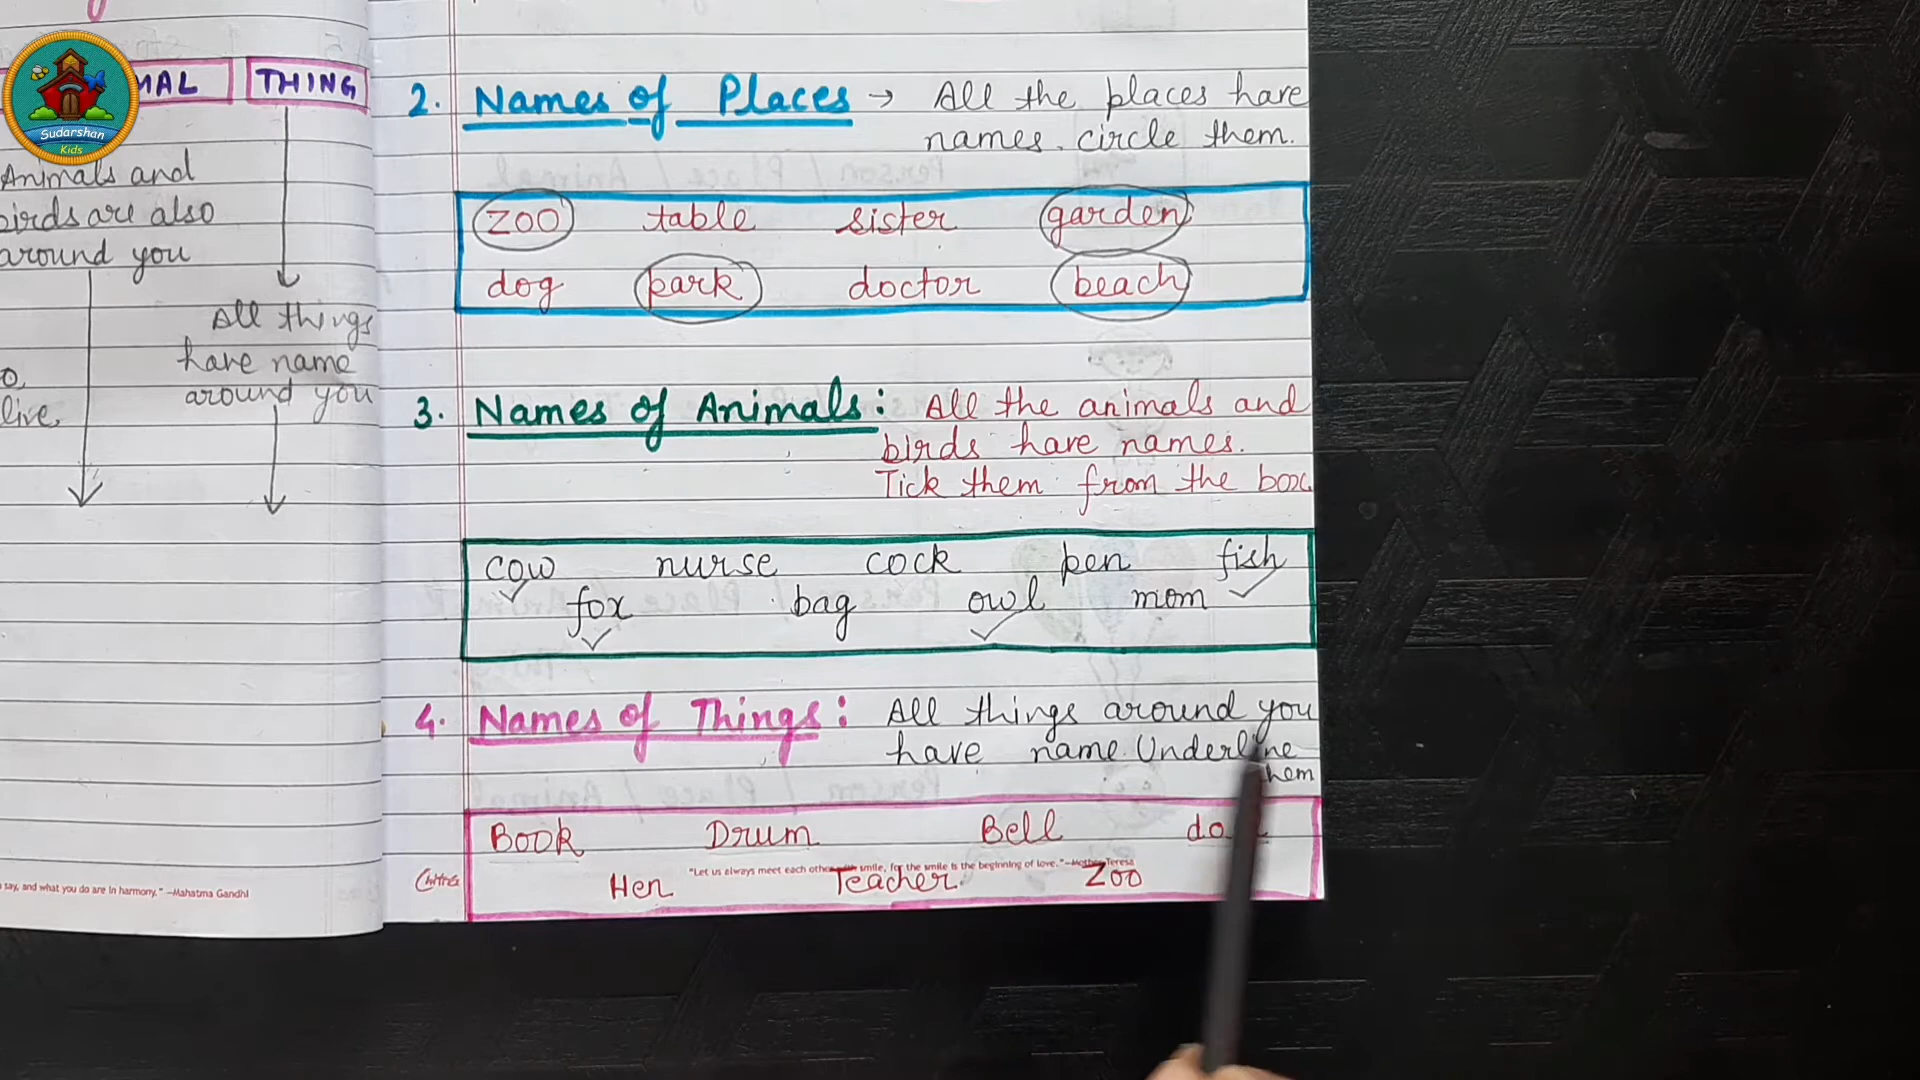 Sudarshan
Kids
MAL THING
Animals and
birds are also
around you
live.
All things
have name
around you
say, and what you do are in harmony." —Mahatma Gandhi
2. Names of Places → All the places have
names. circle them.
zoo table sister garden
dog park doctor beach
3. Names of Animals: All the animals and
birds have names.
Tick them from the box
cow nurse cock pen fish
fox bag owl mom
4. Names of Things: All things around you
have name. Underline
them
Book Drum Bell
"Let us always meet each other with smile, for the smile is the beginning of love." —Mother Teresa
Hen Teacher Zoo